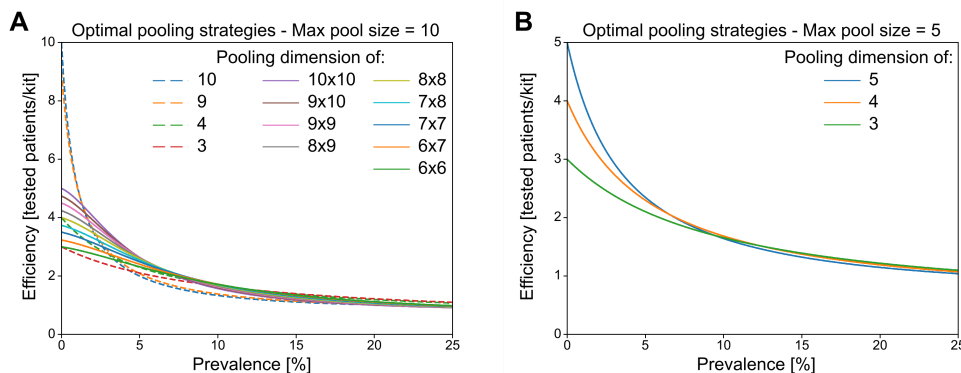 A
Optimal pooling strategies - Max pool size = 10
Pooling dimension of:
10
9
4
3
10x10
9x10
9x9
8x9
8x8
7x8
7x7
6x7
6x6
Efficiency [tested patients/kit]
10
8
6
4
2
0
0 5 10 15 20 25
Prevalence [%]
B
Optimal pooling strategies - Max pool size = 5
Pooling dimension of:
5
4
3
Efficiency [tested patients/kit]
5
4
3
2
1
0
0 5 10 15 20 25
Prevalence [%]